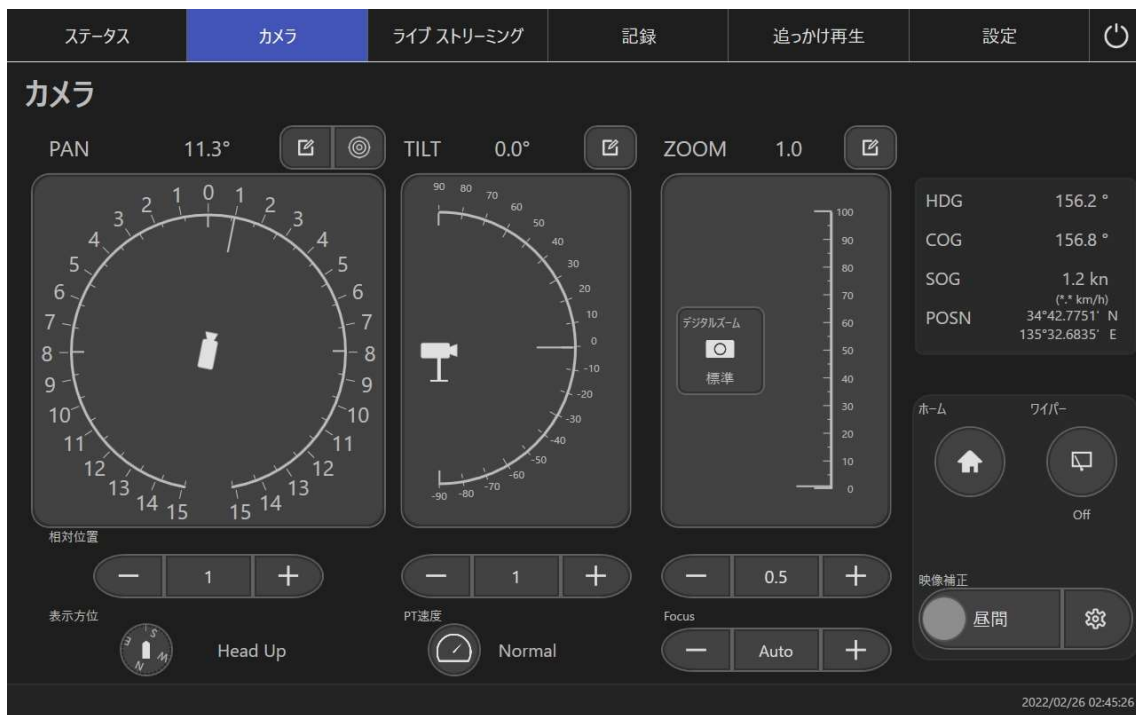 ステータス カメラ ライブ ストリーミング 記録 追っかけ再生 設定
カメラ
PAN 11.3° TILT 0.0° ZOOM 1.0
15 14 13 12 11 10 9 8 7 6 5 4 3 2 1 0 1 2 3 4 5 6 7 8 9 10 11 12 13 14 15
90 80 70 60 50 40 30 20 10 0 -10 -20 -30 -40 -50 -60 -70 -80 -90
100 90 80 70 60 50 40 30 20 10 0
デジタルズーム
標準
HDG 156.2 °
COG 156.8 °
SOG 1.2 kn
(*.* km/h)
POSN 34°42.7751' N
135°32.6835' E
ホーム ワイパー
Off
相対位置
− 1 + − 1 + − 0.5 +
映像補正
昼間
表示方位 PT速度 Focus
N E S W Head Up Normal − Auto +
2022/02/26 02:45:26